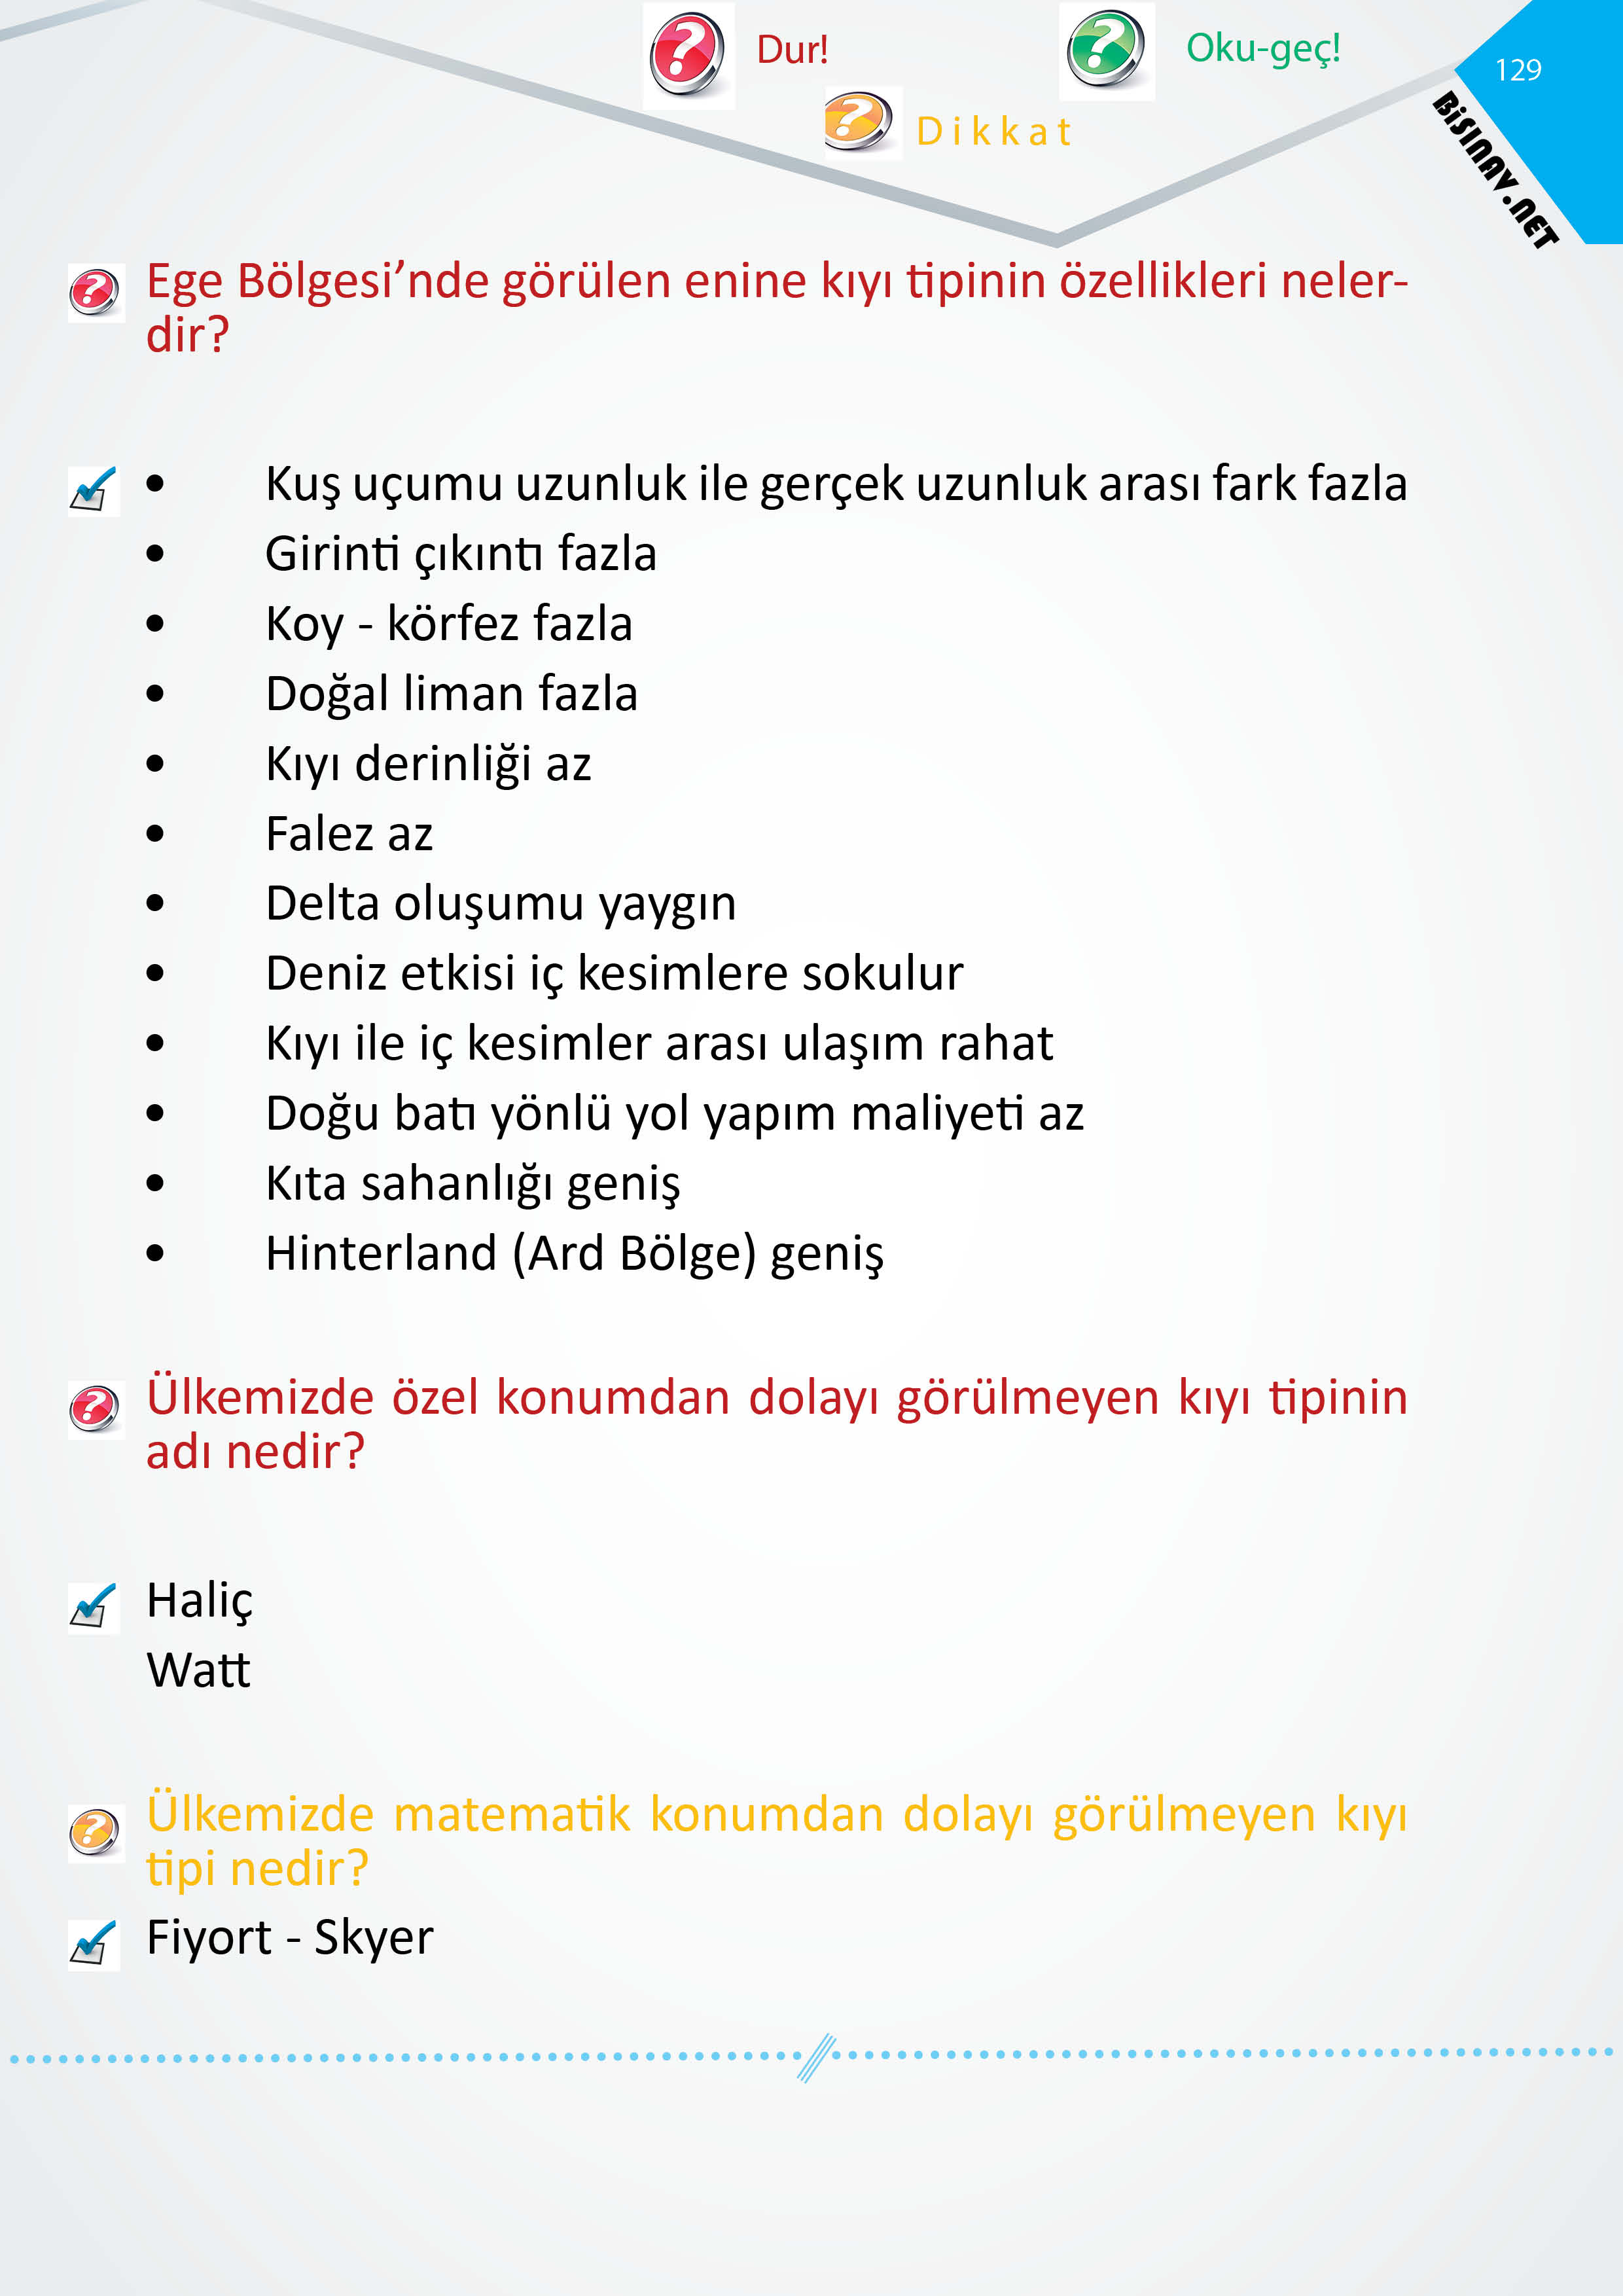 Dur!
Oku-geç!
129
Dikkat
BiSINAV.NET
Ege Bölgesi’nde görülen enine kıyı tipinin özellikleri neler-
dir?
• Kuş uçumu uzunluk ile gerçek uzunluk arası fark fazla
• Girinti çıkıntı fazla
• Koy - körfez fazla
• Doğal liman fazla
• Kıyı derinliği az
• Falez az
• Delta oluşumu yaygın
• Deniz etkisi iç kesimlere sokulur
• Kıyı ile iç kesimler arası ulaşım rahat
• Doğu batı yönlü yol yapım maliyeti az
• Kıta sahanlığı geniş
• Hinterland (Ard Bölge) geniş
Ülkemizde özel konumdan dolayı görülmeyen kıyı tipinin
adı nedir?
Haliç
Watt
Ülkemizde matematik konumdan dolayı görülmeyen kıyı
tipi nedir?
Fiyort - Skyer